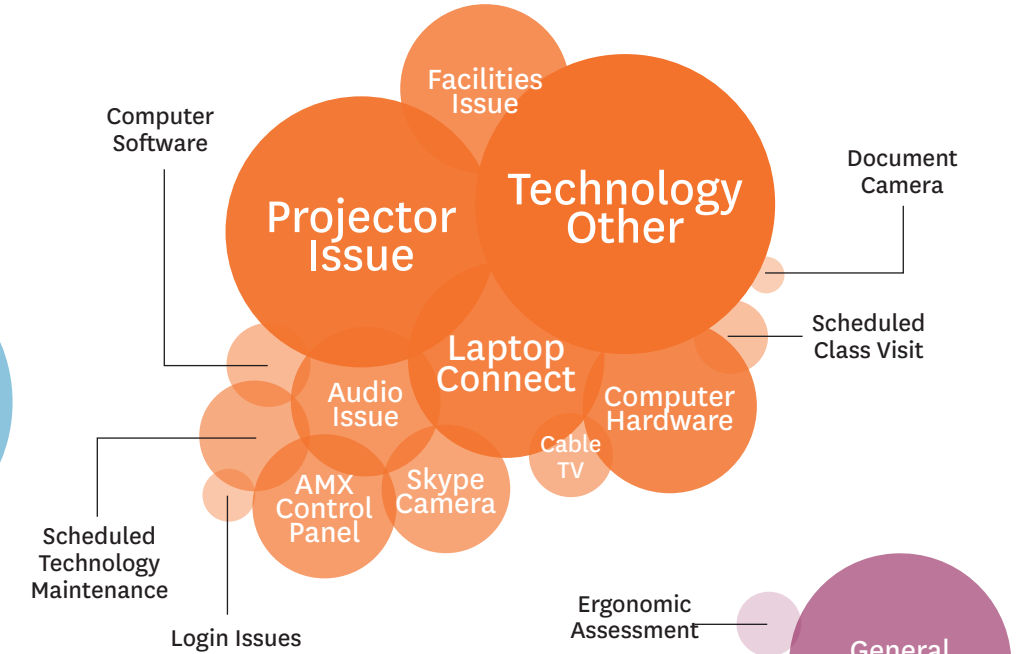 Facilities
Issue
Computer
Software
Document
Camera
Technology
Other
Projector
Issue
Scheduled
Class Visit
Laptop
Connect
Audio
Issue
Computer
Hardware
Cable
TV
Skype
Camera
AMX
Control
Panel
Scheduled
Technology
Maintenance
Login Issues
Ergonomic
Assessment
General